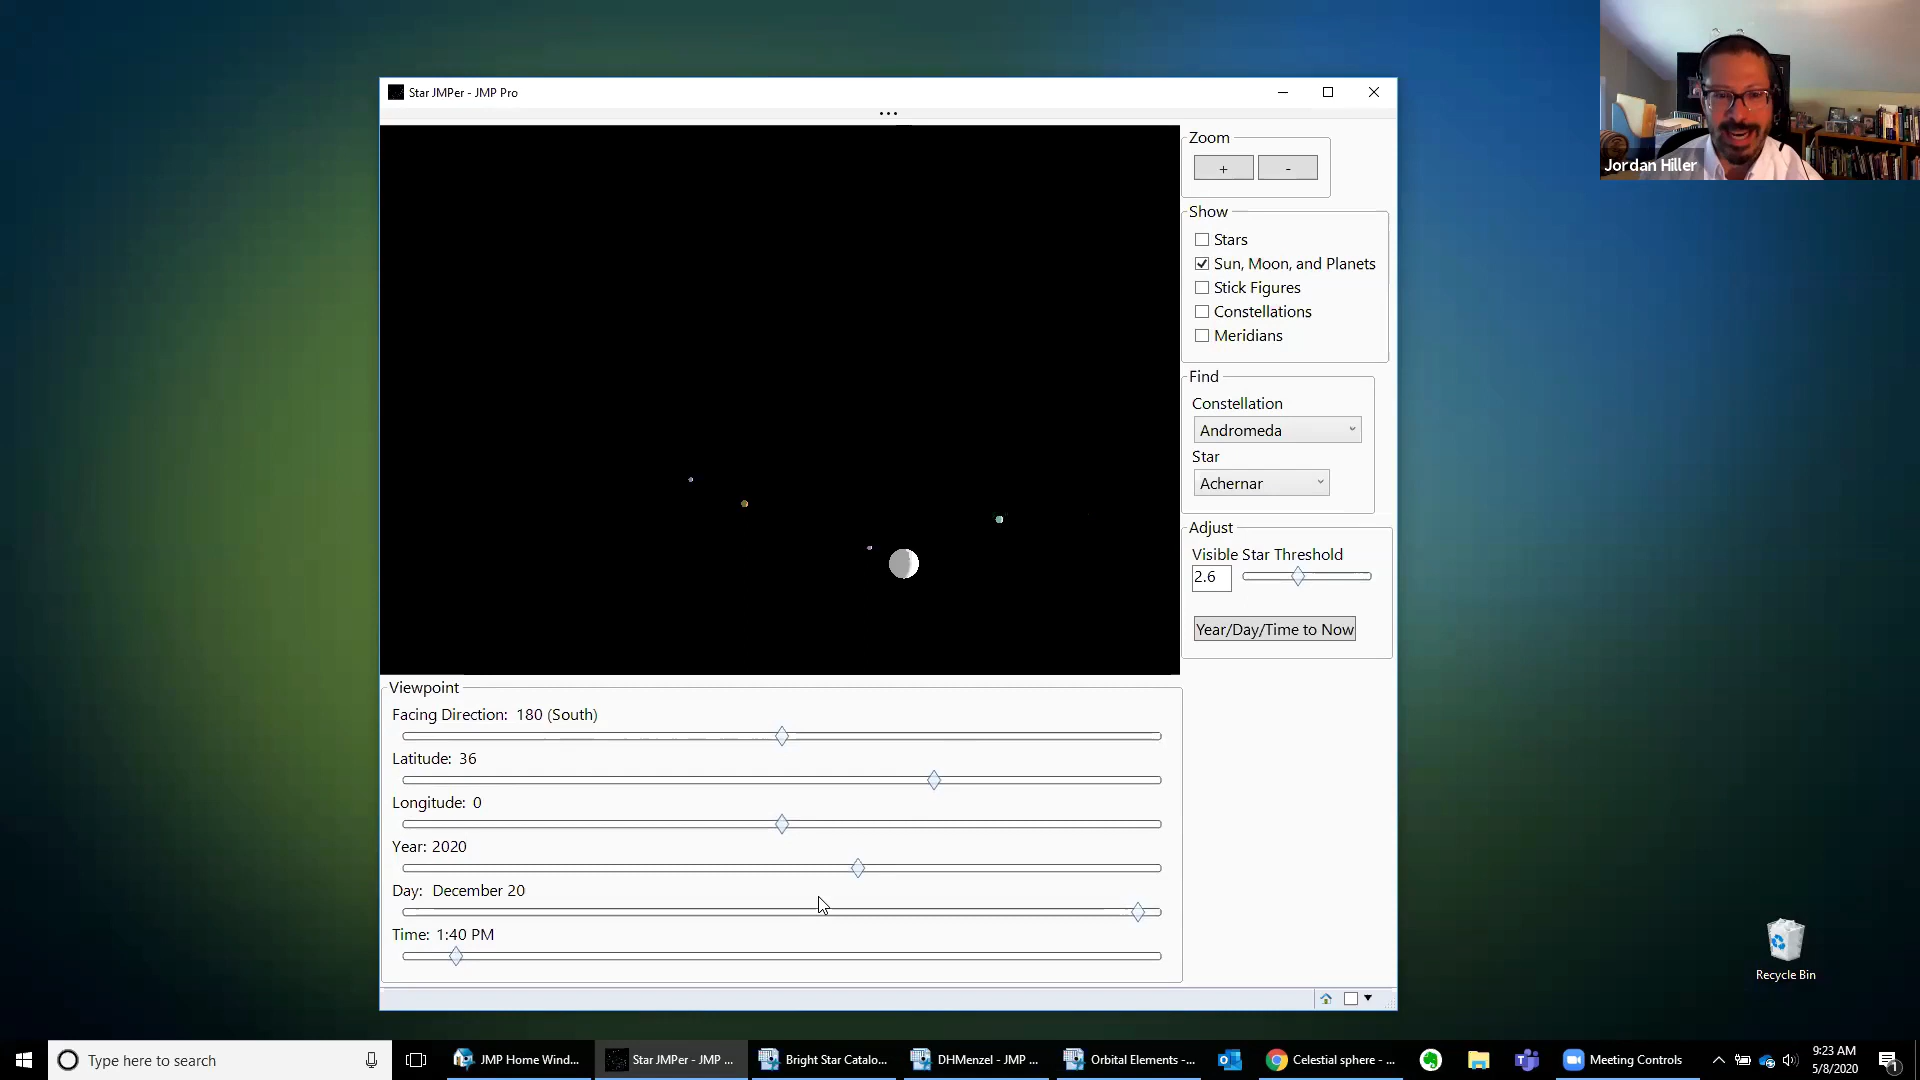 Star JMPer - JMP Pro
Jordan Hiller
Zoom
+
-
Show
Stars
Sun, Moon, and Planets
Stick Figures
Constellations
Meridians
Find
Constellation
Andromeda
Star
Achernar
Adjust
Visible Star Threshold
2.6
Year/Day/Time to Now
Viewpoint
Facing Direction: 180 (South)
Latitude: 36
Longitude: 0
Year: 2020
Day: December 20
Time: 1:40 PM
Recycle Bin
Type here to search
JMP Home Wind...
Star JMPer - JMP ...
Bright Star Catalo...
DHMenzel - JMP ...
Orbital Elements -...
Celestial sphere - ...
Meeting Controls
9:23 AM
5/8/2020
1